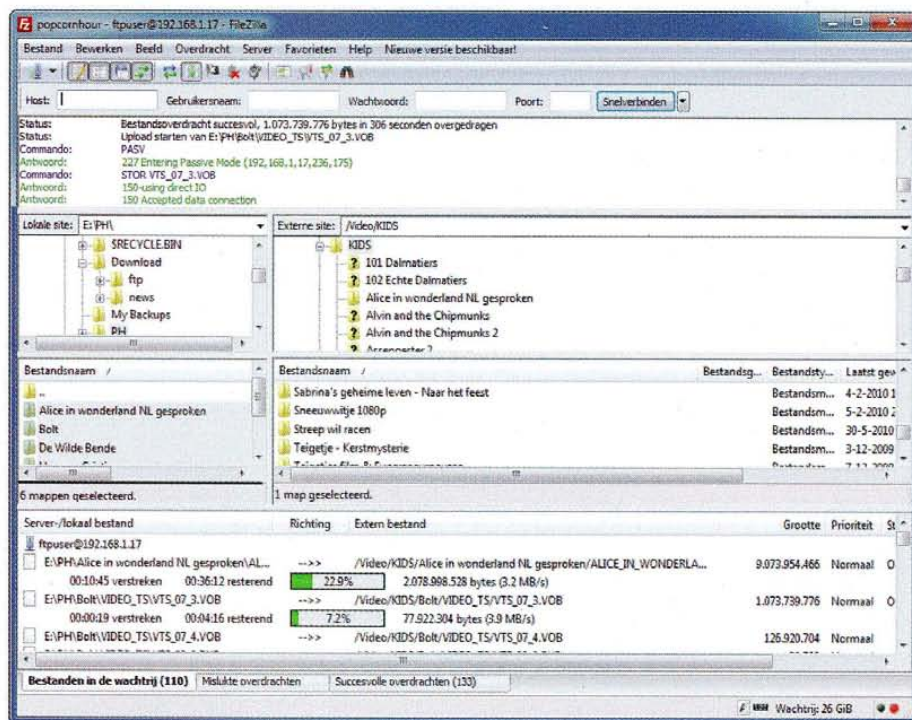 popcornhour - ftpuser@192.168.1.17 - FileZilla
Bestand Bewerken Beeld Overdracht Server Favorieten Help Nieuwe versie beschikbaar!
Host: Gebruikersnaam: Wachtwoord: Poort: Snelverbinden
Status: Bestandsoverdracht succesvol, 1.073.739.776 bytes in 306 seconden overgedragen
Status: Upload starten van E:\PH\Bolt\VIDEO_TS\VTS_07_3.VOB
Commando: PASV
Antwoord: 227 Entering Passive Mode (192,168,1,17,236,175)
Commando: STOR VTS_07_3.VOB
Antwoord: 150-using direct IO
Antwoord: 150 Accepted data connection
Lokale site: E:\PH\
$RECYCLE.BIN
Download
ftp
news
My Backups
PH
Externe site: /Video/KIDS
KIDS
101 Dalmatiers
102 Echte Dalmatiers
Alice in wonderland NL gesproken
Alvin and the Chipmunks
Alvin and the Chipmunks 2
Bestandsnaam /
..
Alice in wonderland NL gesproken
Bolt
De Wilde Bende
6 mappen geselecteerd.
Bestandsnaam / Bestandsg... Bestandsty... Laatst gew
Sabrina's geheime leven - Naar het feest Bestandsm... 4-2-2010 1
Sneeuwwitje 1080p Bestandsm... 5-2-2010 2
Streep wil racen Bestandsm... 30-5-2010
Teigetje - Kerstmysterie Bestandsm... 3-12-2009
1 map geselecteerd.
Server-/lokaal bestand Richting Extern bestand Grootte Prioriteit St
ftpuser@192.168.1.17
E:\PH\Alice in wonderland NL gesproken\AL... -->> /Video/KIDS/Alice in wonderland NL gesproken/ALICE_IN_WONDERLA... 9.073.954.466 Normaal O
00:10:45 verstreken 00:36:12 resterend 22.9% 2.078.998.528 bytes (3.2 MB/s)
E:\PH\Bolt\VIDEO_TS\VTS_07_3.VOB -->> /Video/KIDS/Bolt/VIDEO_TS/VTS_07_3.VOB 1.073.739.776 Normaal O
00:00:19 verstreken 00:04:16 resterend 7.2% 77.922.304 bytes (3.9 MB/s)
E:\PH\Bolt\VIDEO_TS\VTS_07_4.VOB -->> /Video/KIDS/Bolt/VIDEO_TS/VTS_07_4.VOB 126.920.704 Normaal
Bestanden in de wachtrij (110) Mislukte overdrachten Succesvolle overdrachten (133)
Wachtrij: 26 GiB